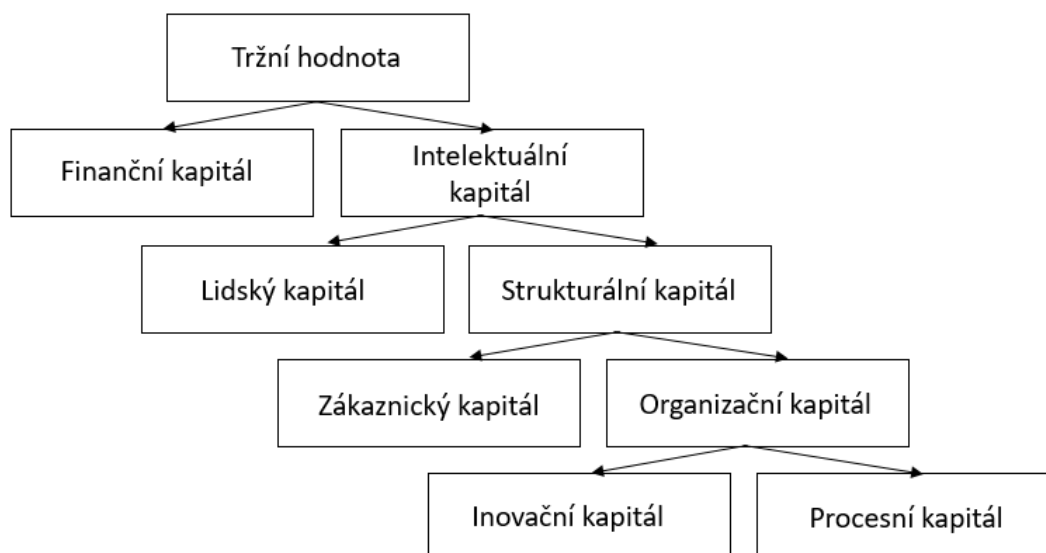 Tržní hodnota
Finanční kapitál
Intelektuální
kapitál
Lidský kapitál
Strukturální kapitál
Zákaznický kapitál
Organizační kapitál
Inovační kapitál
Procesní kapitál